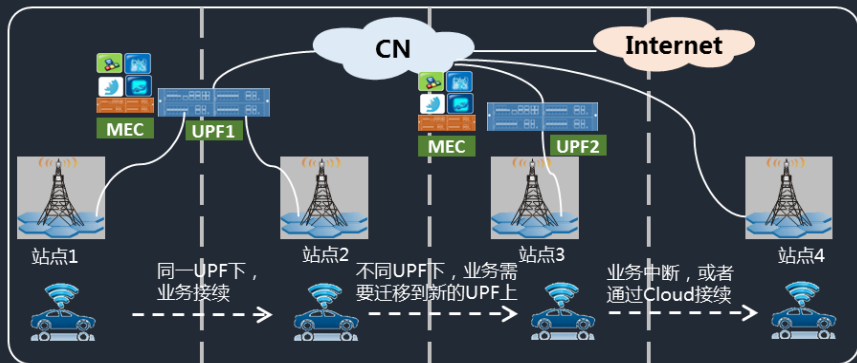 CN
Internet
MEC
UPF1
MEC
UPF2
站点1
站点2
站点3
站点4
同一UPF下，
业务接续
不同UPF下，业务需
要迁移到新的UPF上
业务中断，或者
通过Cloud接续